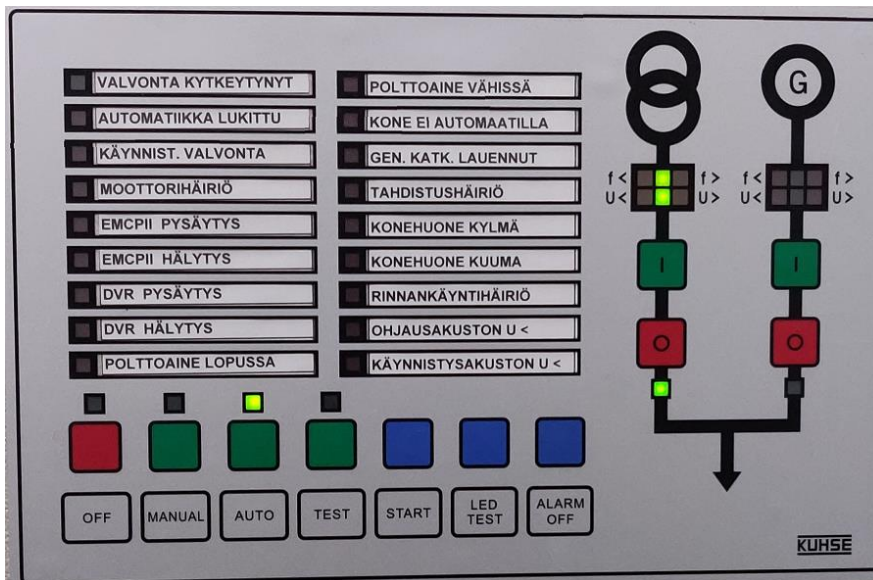 VALVONTA KYTKEYTYNYT
AUTOMATIIKKA LUKITTU
KÄYNNIST. VALVONTA
MOOTTORIHÄIRIÖ
EMCPII PYSÄYTYS
EMCPII HÄLYTYS
DVR PYSÄYTYS
DVR HÄLYTYS
POLTTOAINE LOPUSSA
POLTTOAINE VÄHISSÄ
KONE EI AUTOMAATILLA
GEN. KATK. LAUENNUT
TAHDISTUSHÄIRIÖ
KONEHUONE KYLMÄ
KONEHUONE KUUMA
RINNANKÄYNTIHÄIRIÖ
OHJAUSAKUSTON U <
KÄYNNISTYSAKUSTON U <
G
f < f >
U< U>
f < f >
U< U>
I I
O O
OFF MANUAL AUTO TEST START LED TEST ALARM OFF
KUHSE